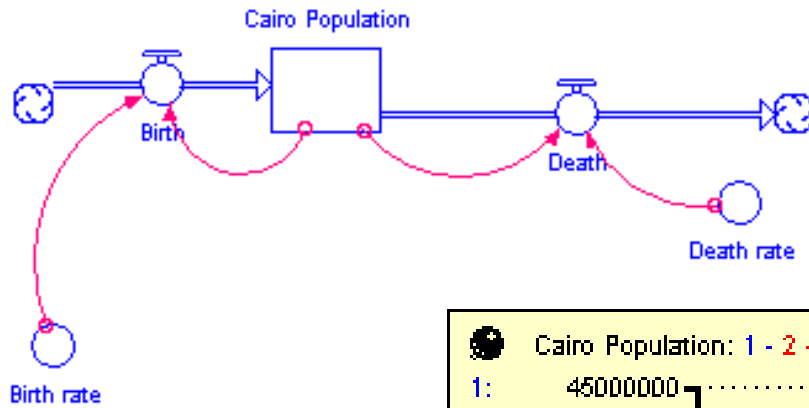 Cairo Population
Birth
Death
Death rate
Birth rate
Cairo Population: 1 - 2 -
1: 45000000